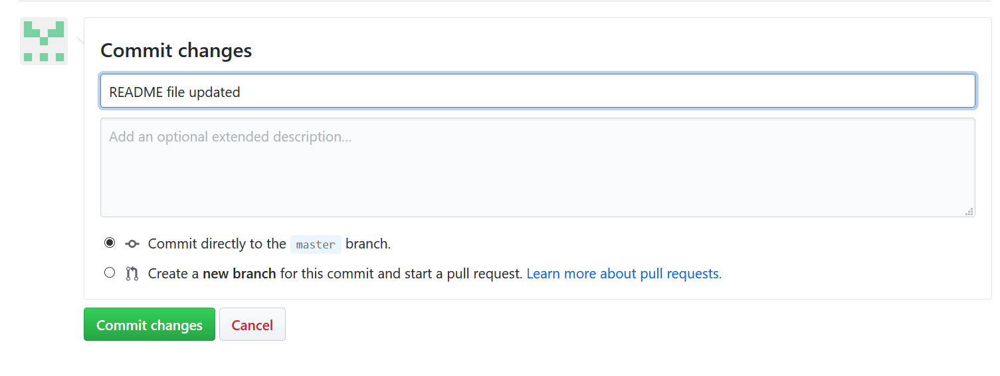 Commit changes
README file updated
Add an optional extended description...
Commit directly to the master branch.
Create a new branch for this commit and start a pull request. Learn more about pull requests.
Commit changes Cancel